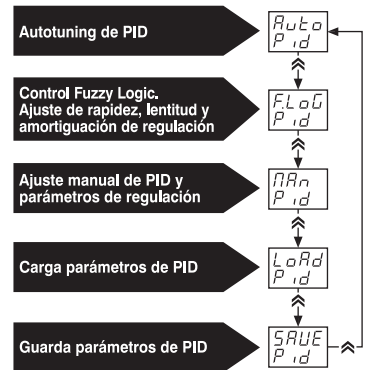 Autotuning de PID
Auto
Pid
Control Fuzzy Logic.
Ajuste de rapidez, lentitud y
amortiguación de regulación
F.LoG
Pid
Ajuste manual de PID y
parámetros de regulación
MAn
Pid
Carga parámetros de PID
LoAd
Pid
Guarda parámetros de PID
SAVE
Pid